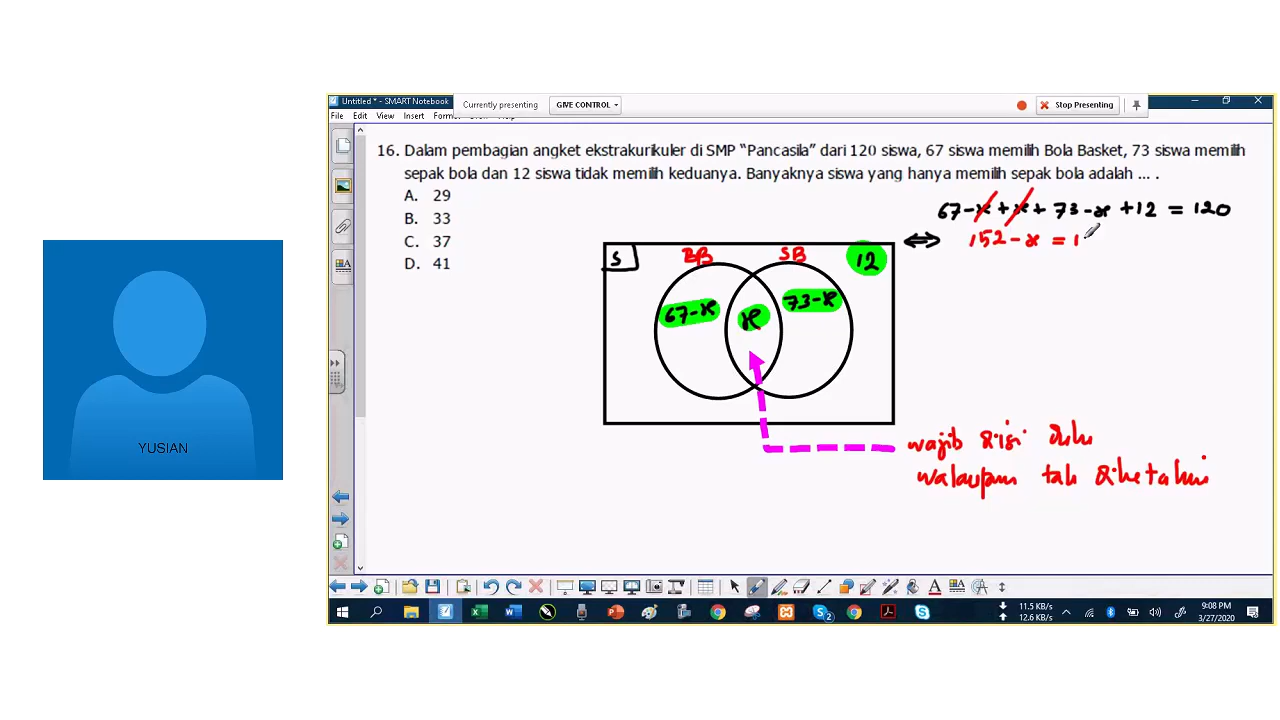 Untitled * - SMART Notebook
Currently presenting
GIVE CONTROL
Stop Presenting
File Edit View Insert Format
16. Dalam pembagian angket ekstrakurikuler di SMP “Pancasila” dari 120 siswa, 67 siswa memilih Bola Basket, 73 siswa memilih
sepak bola dan 12 siswa tidak memilih keduanya. Banyaknya siswa yang hanya memilih sepak bola adalah ... .
A. 29
B. 33
C. 37
D. 41
67-x+x+73-x+12 = 120
⇔ 152-x = 1
S BB SB 12
67-x x 73-x
wajib diisi dulu
walaupun tak diketahui
YUSIAN
11.5 KB/s
12.6 KB/s
9:08 PM
3/27/2020